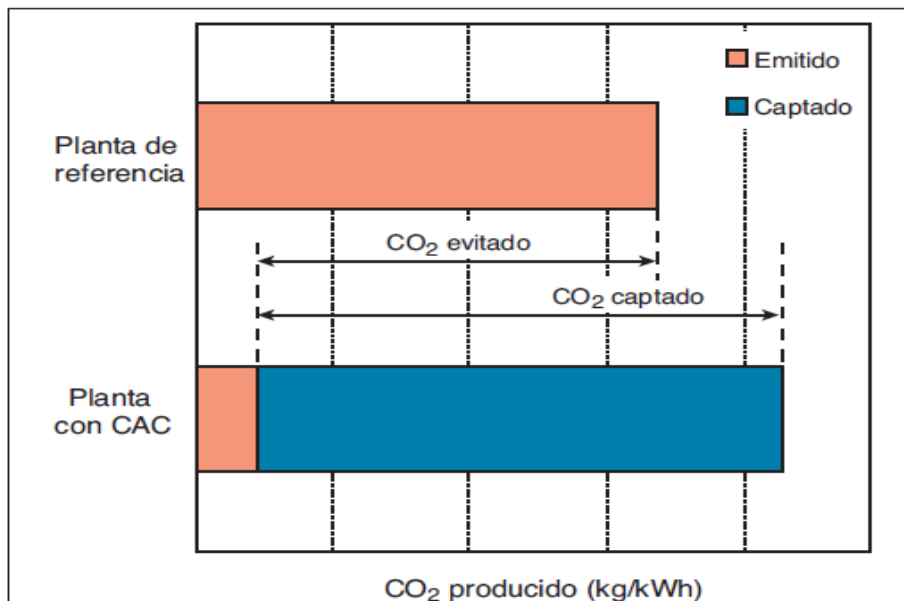 Emitido
Captado
Planta de
referencia
CO₂ evitado
CO₂ captado
Planta
con CAC
CO₂ producido (kg/kWh)